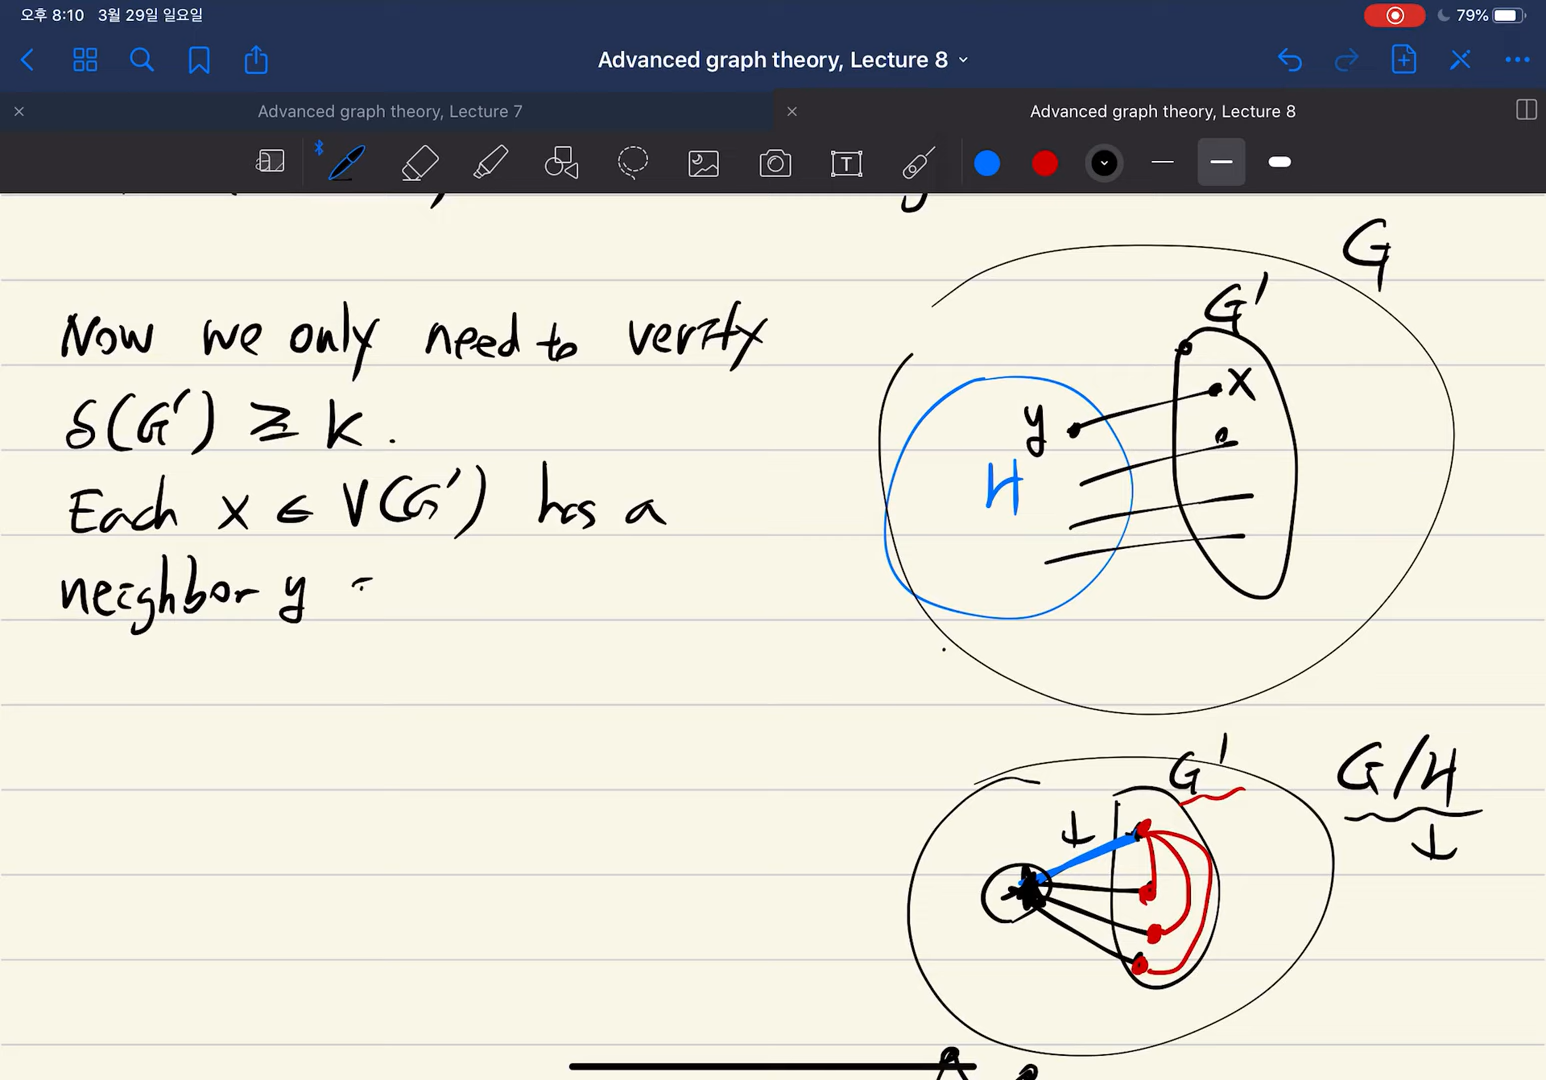 오후 8:10 3월 29일 일요일
79%
Advanced graph theory, Lecture 8
Advanced graph theory, Lecture 7
Advanced graph theory, Lecture 8
T
G
G'
Now we only need to verify
x
δ(G') ≥ k.
y
H
Each x ∈ V(G') has a
neighbor y
G'
G/H
↓
↓